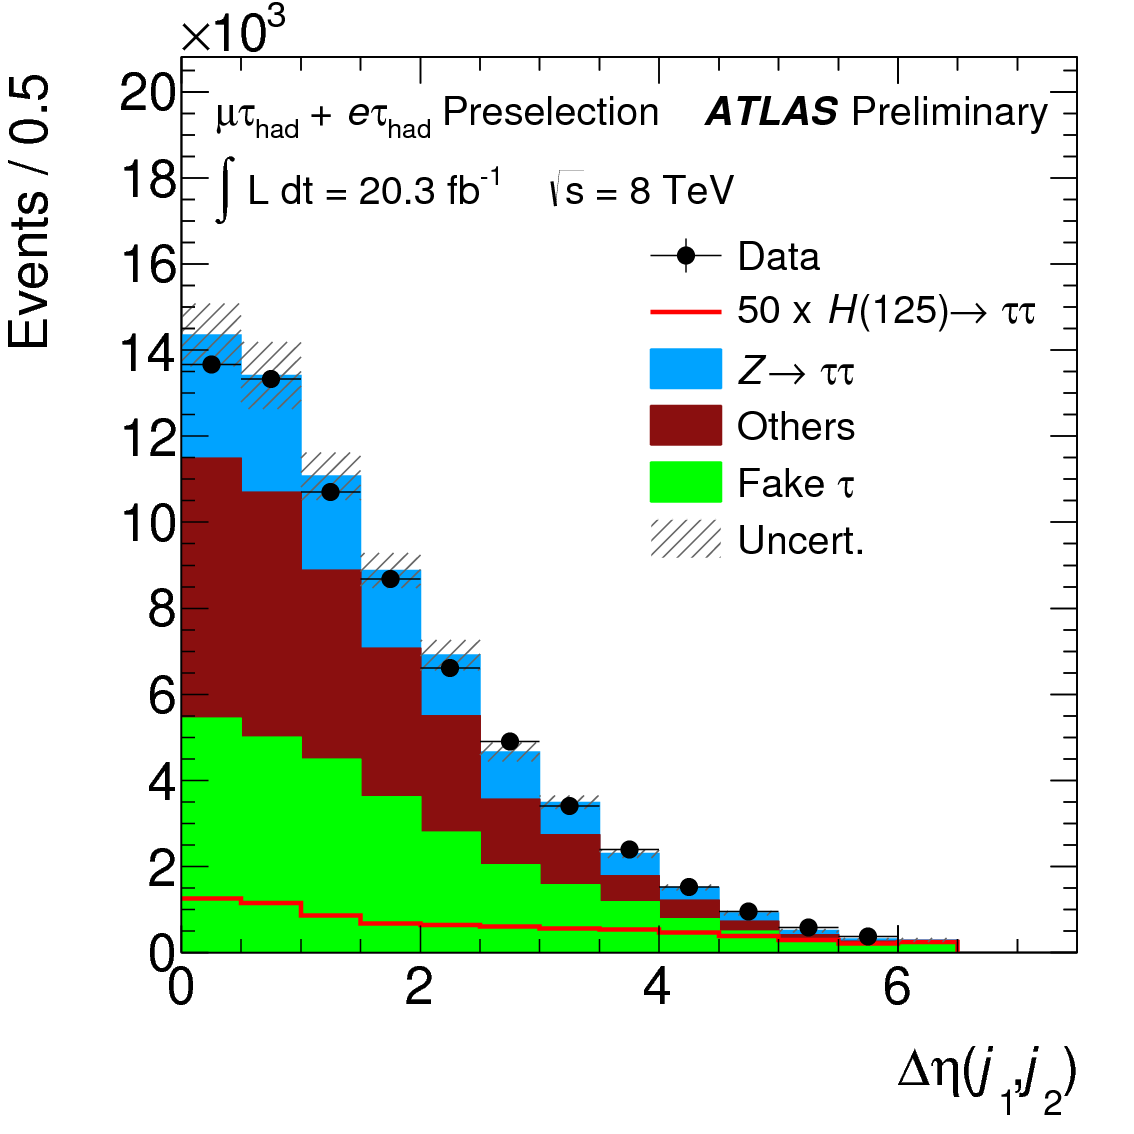 ×10³
Events / 0.5
20
18
16
14
12
10
8
6
4
2
0
μτ_had + eτ_had Preselection ATLAS Preliminary
∫ L dt = 20.3 fb⁻¹ √s = 8 TeV
Data
50 x H(125)→ ττ
Z→ ττ
Others
Fake τ
Uncert.
0 2 4 6
Δη(j₁,j₂)